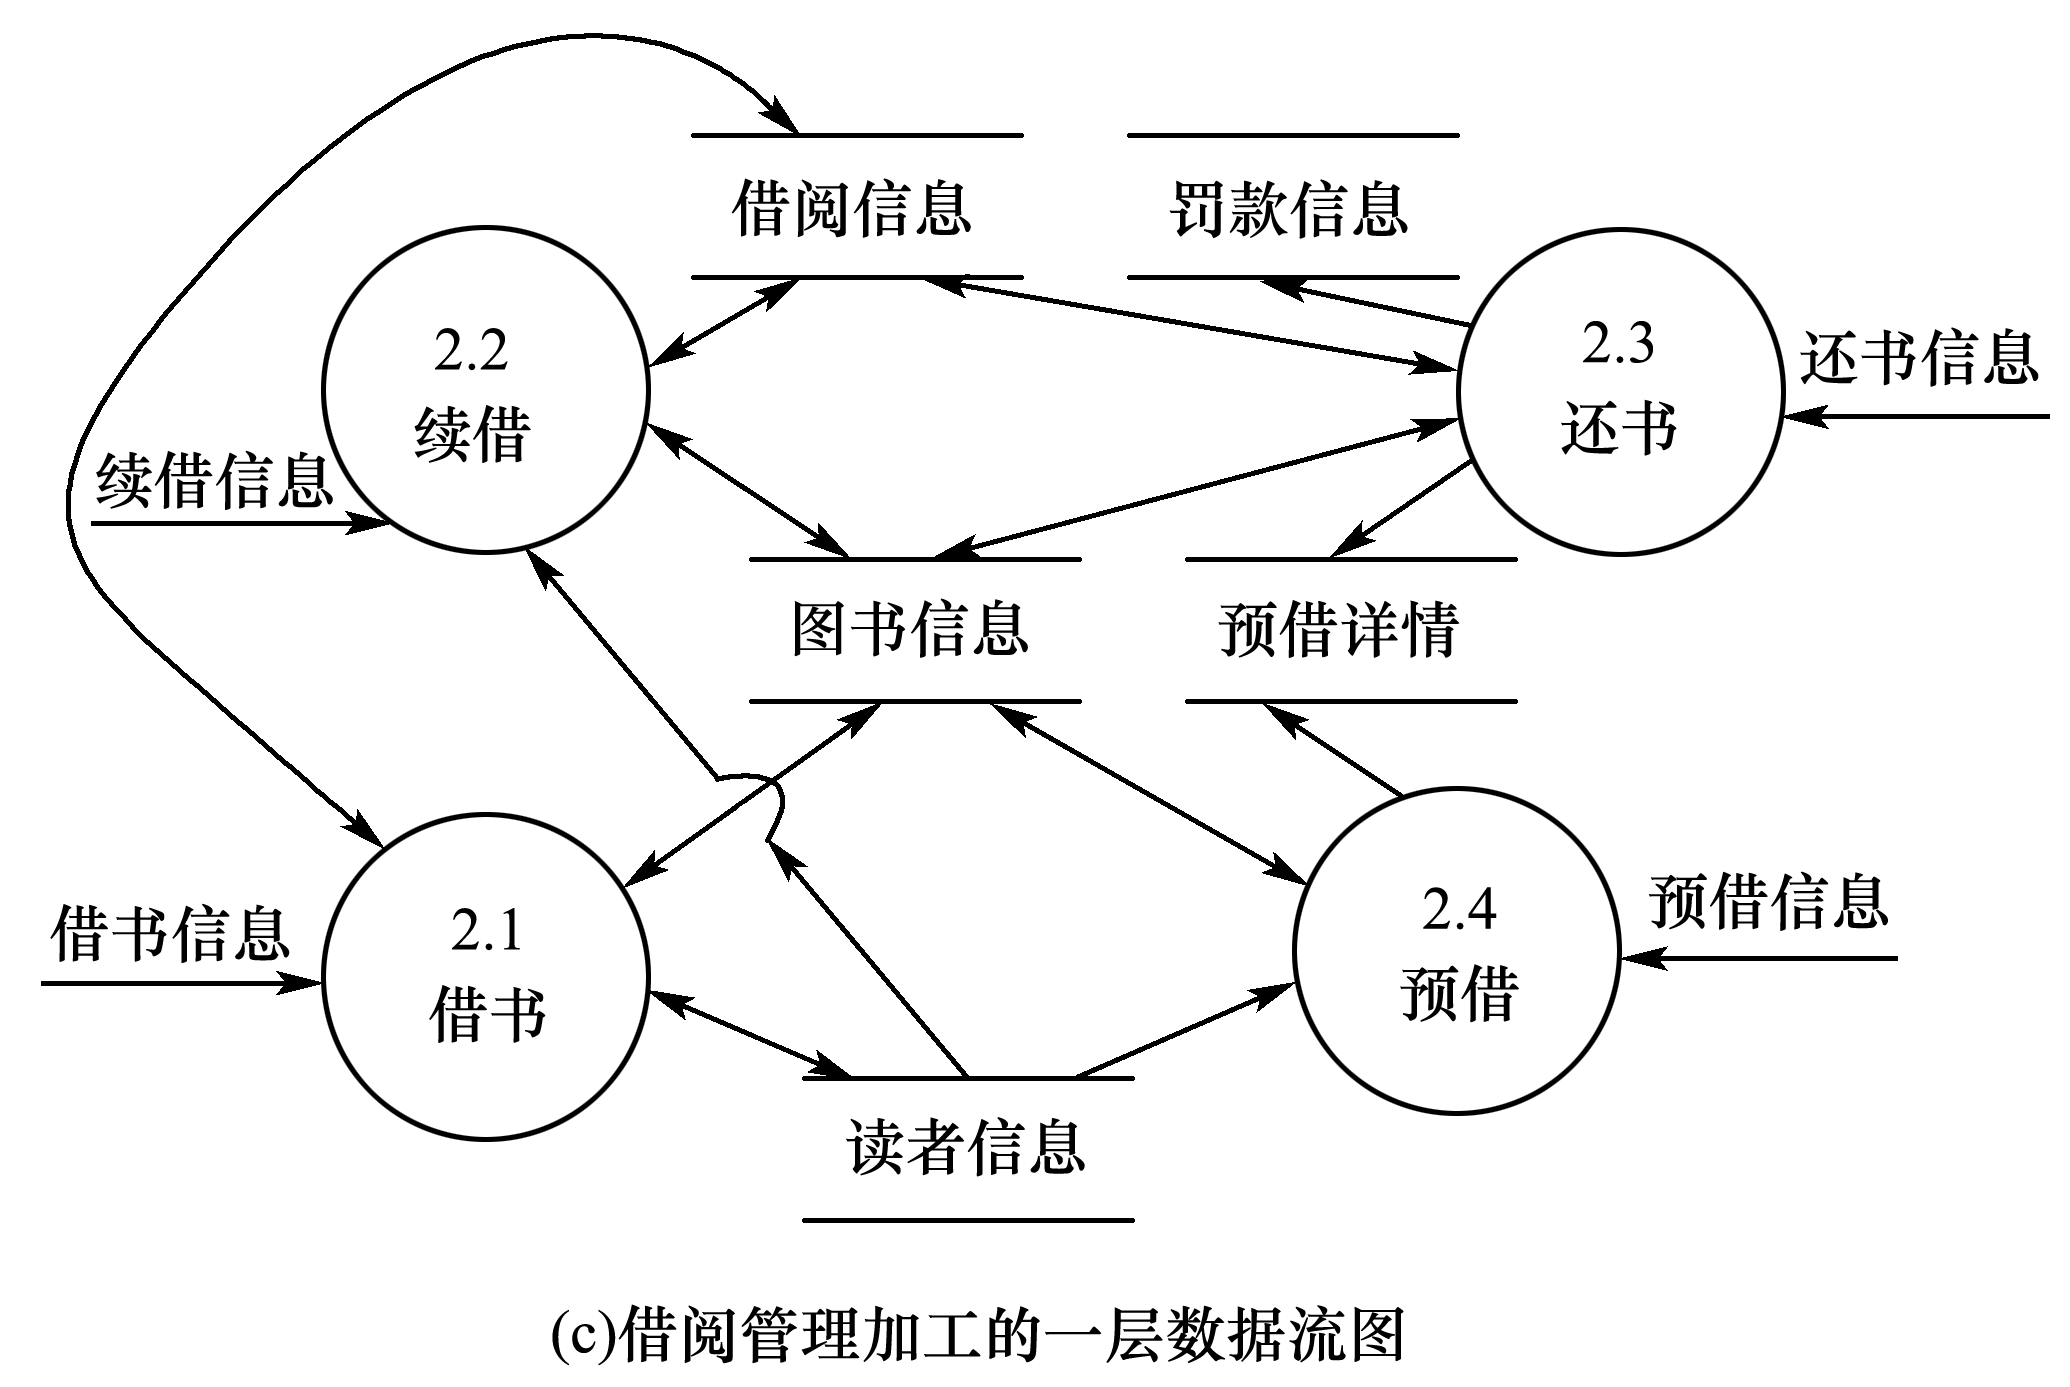 借阅信息
罚款信息
2.2
续借
2.3
还书
还书信息
续借信息
图书信息
预借详情
借书信息
2.1
借书
2.4
预借
预借信息
读者信息
(c)借阅管理加工的一层数据流图